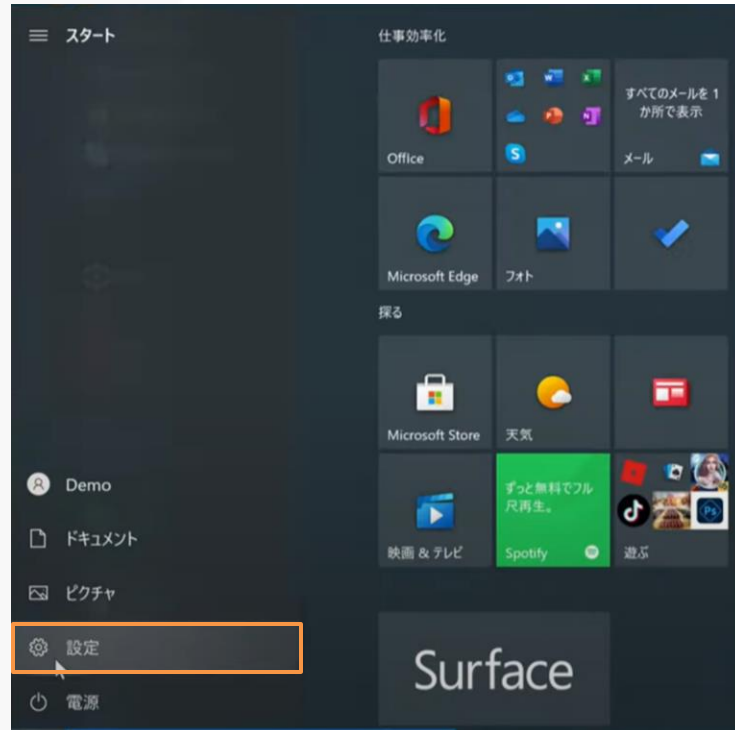 スタート
Demo
ドキュメント
ピクチャ
設定
電源
仕事効率化
Office
すべてのメールを 1
か所で表示
メール
Microsoft Edge
フォト
探る
Microsoft Store
天気
映画 & テレビ
ずっと無料でフル
尺再生。
Spotify
Ps
遊ぶ
Surface